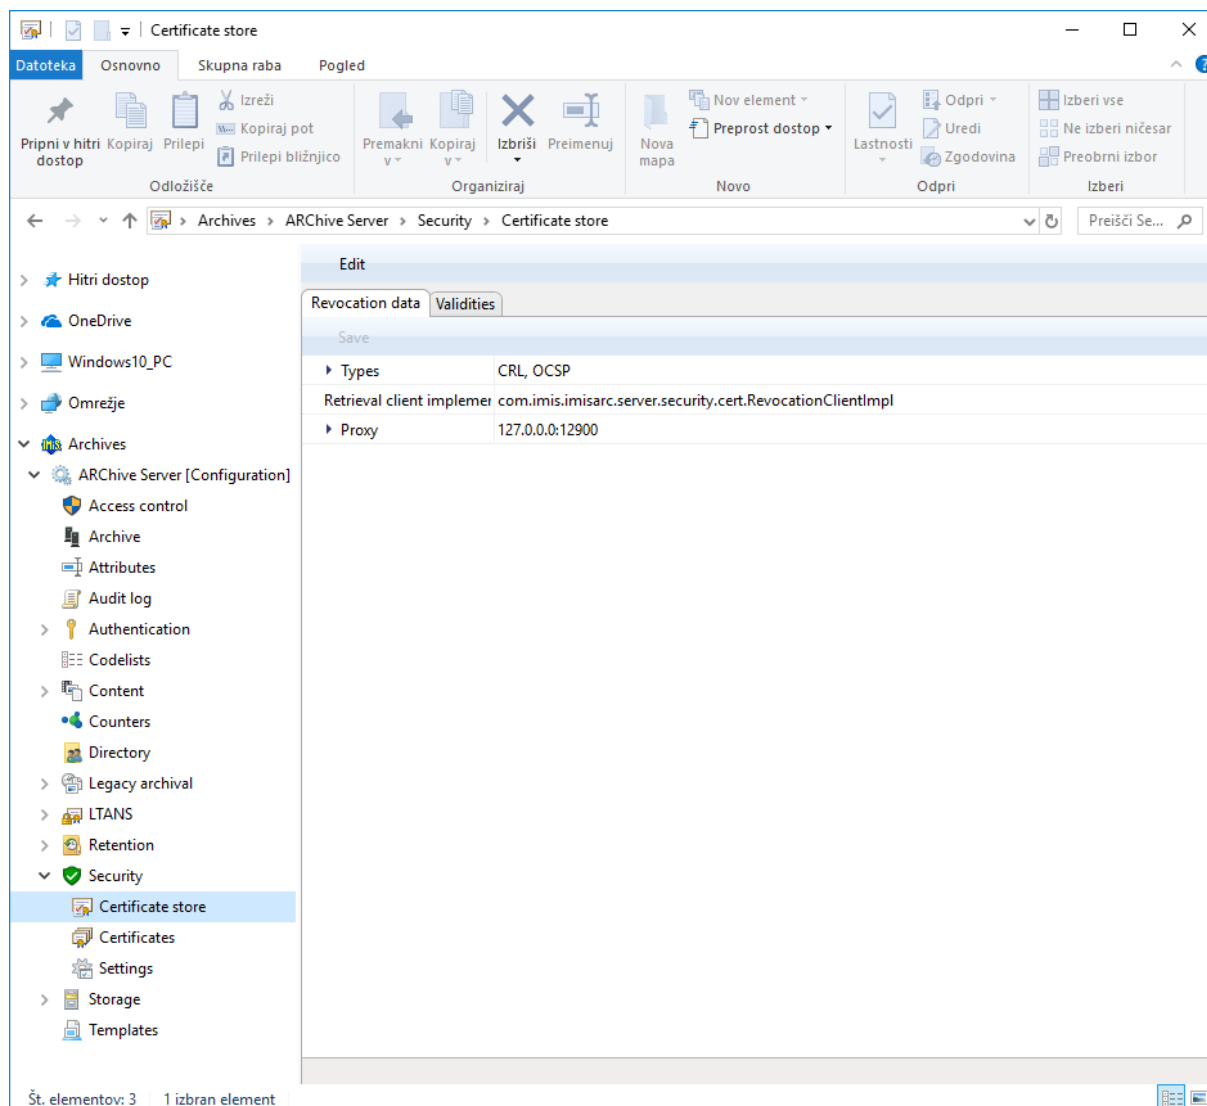 Certificate store
Datoteka Osnovno Skupna raba Pogled
Pripni v hitri dostop
Kopiraj
Prilepi
Izreži
Kopiraj pot
Prilepi bližnjico
Odložišče
Premakni v
Kopiraj v
Izbriši
Preimenuj
Organiziraj
Nova mapa
Nov element
Preprost dostop
Novo
Lastnosti
Odpri
Uredi
Zgodovina
Odpri
Izberi vse
Ne izberi ničesar
Preobrni izbor
Izberi
Archives > ARChive Server > Security > Certificate store
Preišči Se...
Hitri dostop
OneDrive
Windows10_PC
Omrežje
Archives
ARChive Server [Configuration]
Access control
Archive
Attributes
Audit log
Authentication
Codelists
Content
Counters
Directory
Legacy archival
LTANS
Retention
Security
Certificate store
Certificates
Settings
Storage
Templates
Edit
Revocation data Validities
Save
Types CRL, OCSP
Retrieval client implemer com.imis.imisarc.server.security.cert.RevocationClientImpl
Proxy 127.0.0.0:12900
Št. elementov: 3 1 izbran element